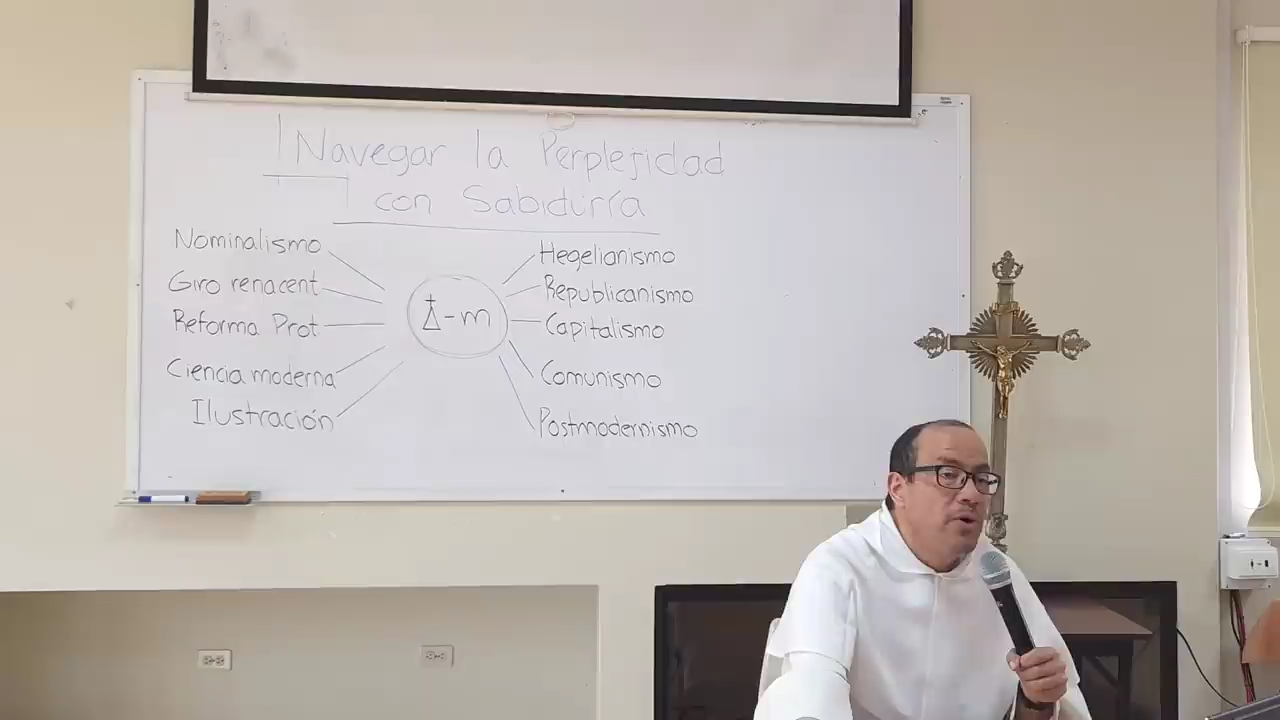 Navegar la Perplejidad
con Sabiduría
Nominalismo
Giro renacent
Reforma Prot
Ciencia moderna
Ilustración
Δ-m
Hegelianismo
Republicanismo
Capitalismo
Comunismo
Postmodernismo